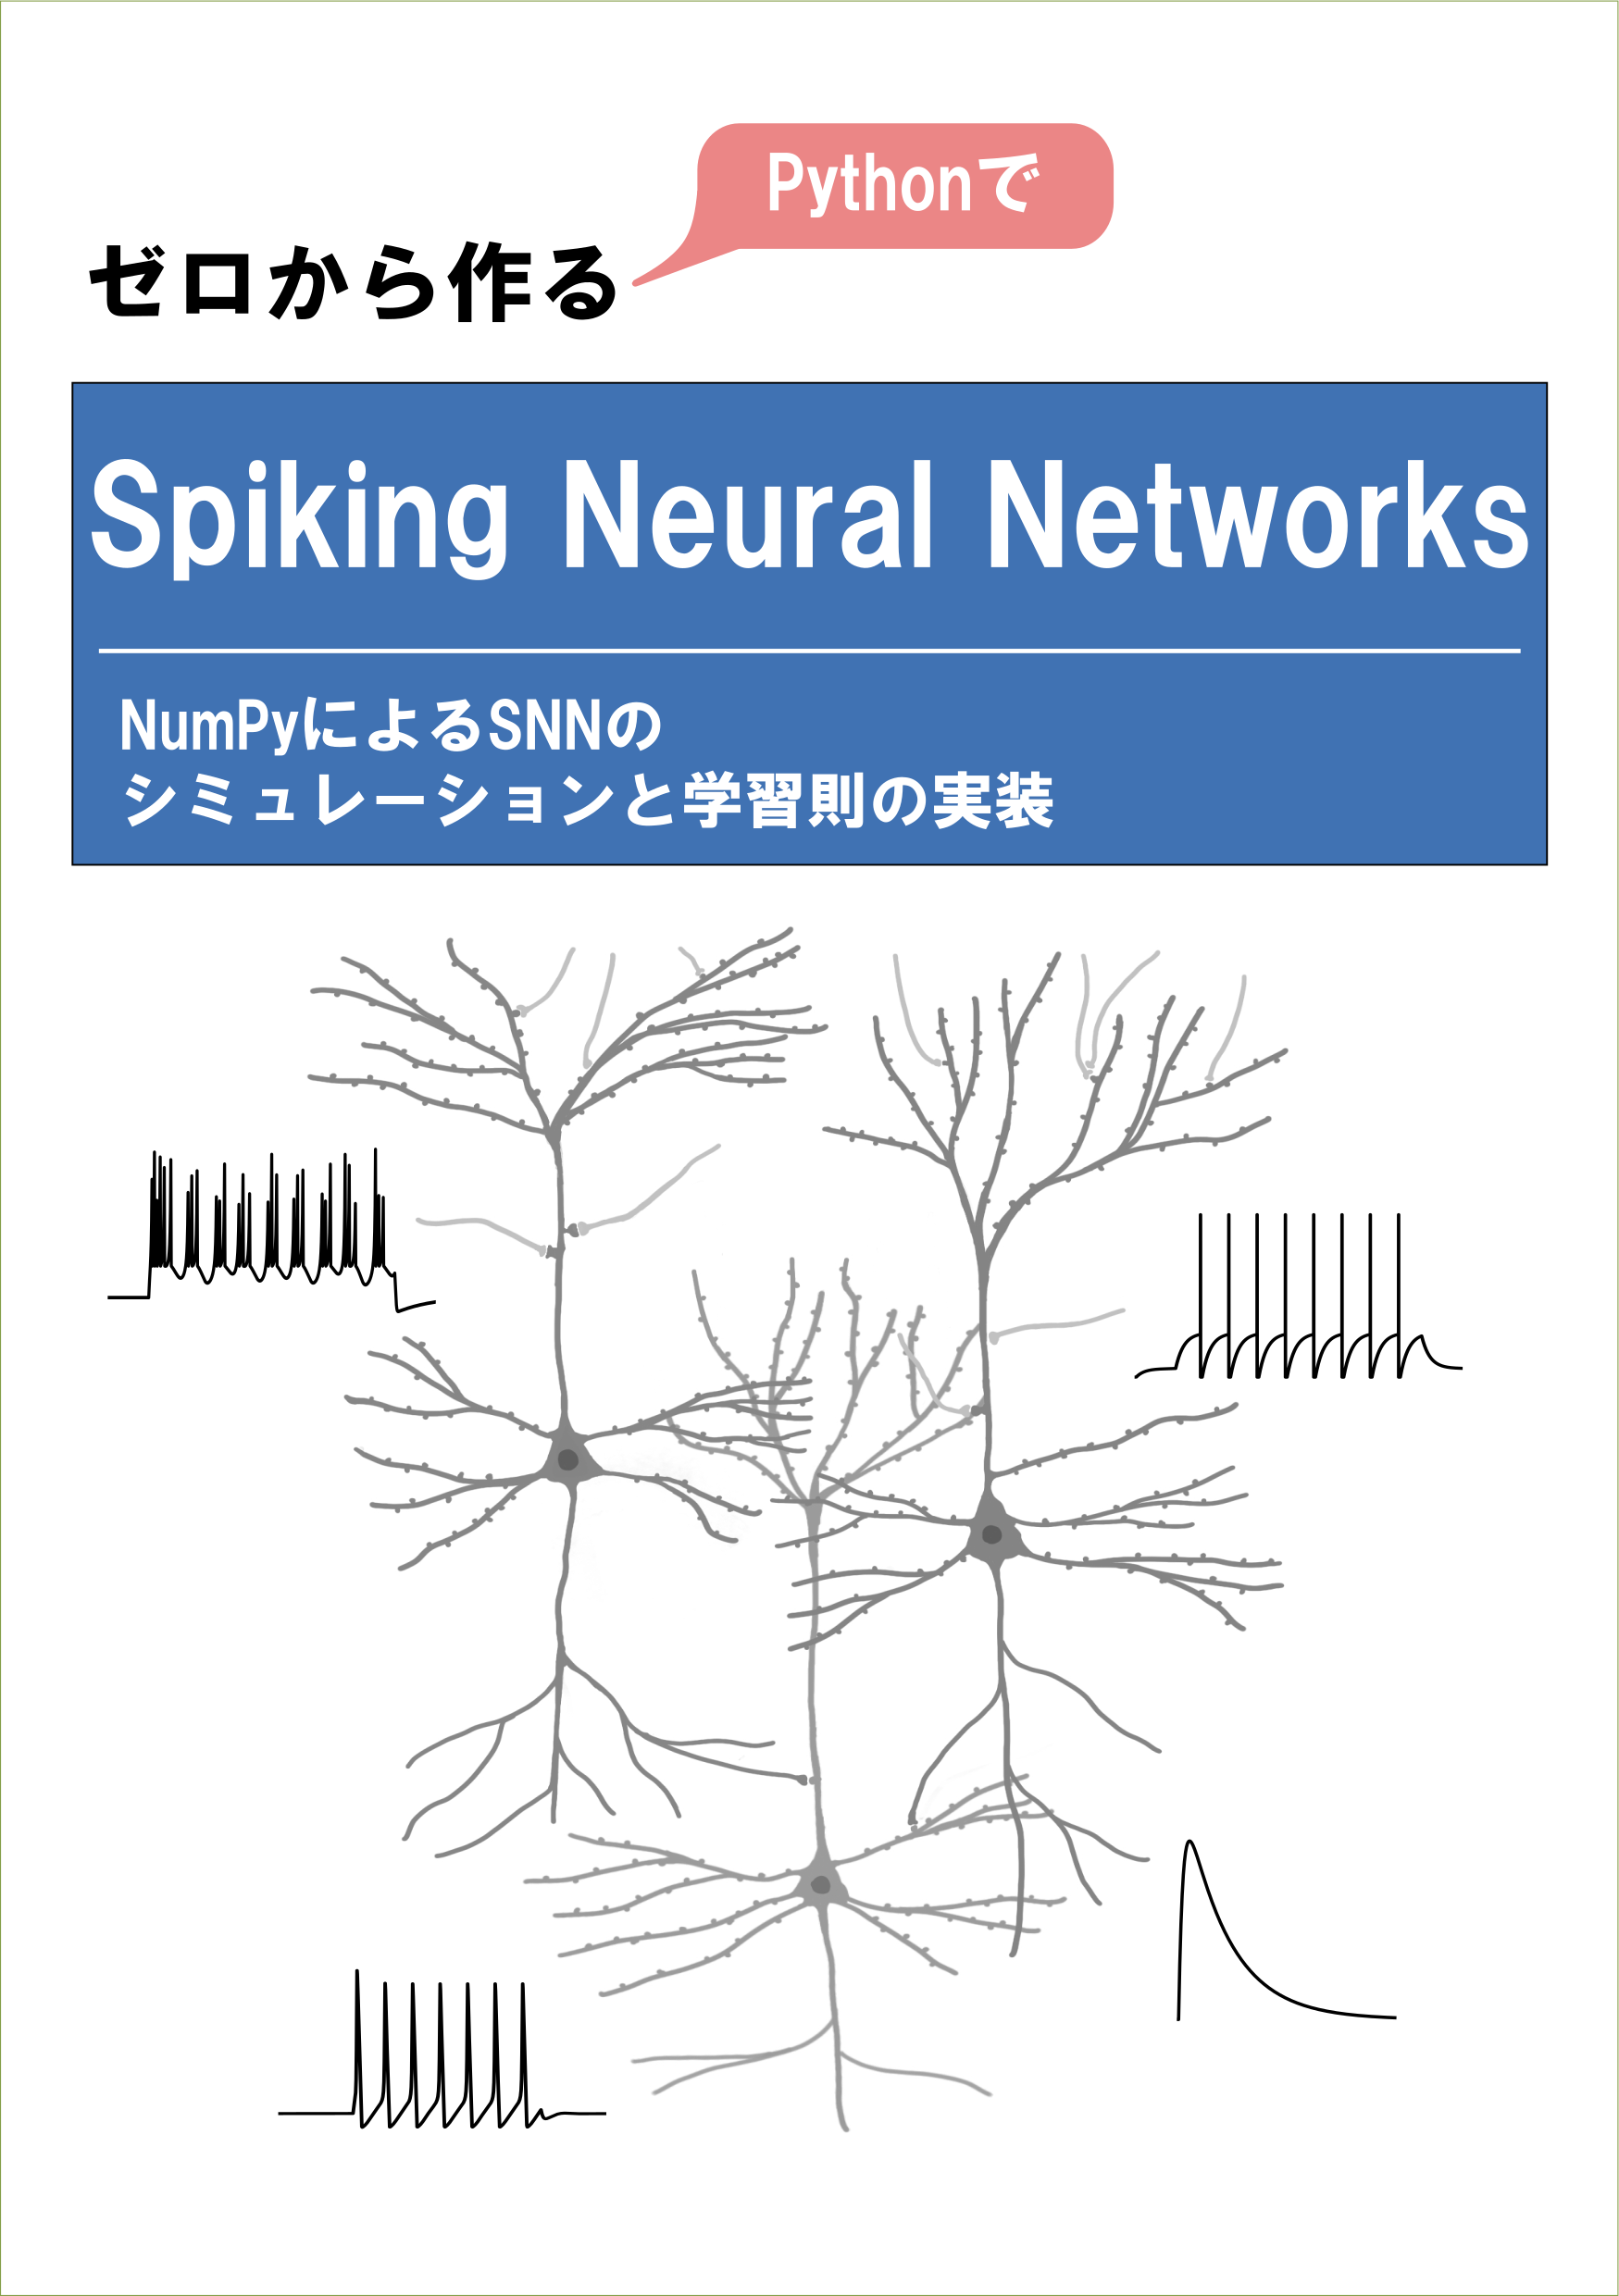 Pythonで
ゼロから作る
Spiking Neural Networks
NumPyによるSNNの
シミュレーションと学習則の実装